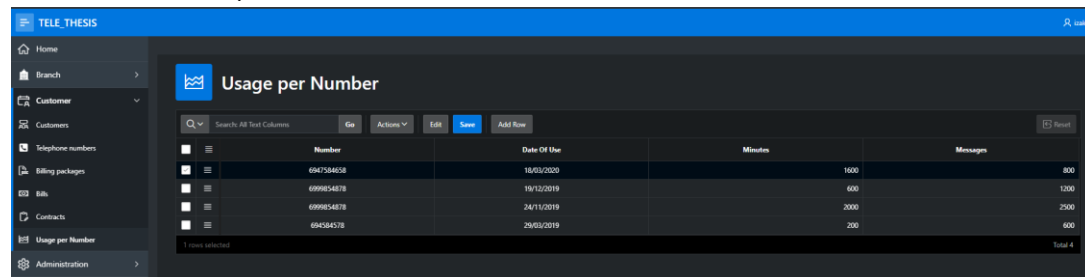 TELE_THESIS
Home
Branch
Customer
Customers
Telephone numbers
Billing packages
Bills
Contracts
Usage per Number
Administration
Usage per Number
Search: All Text Columns Go Actions Edit Save Add Row Reset
Number Date Of Use Minutes Messages
6947584658 18/03/2020 1600 800
6999854878 19/12/2019 600 1200
6999854878 24/11/2019 2000 2500
694584578 29/03/2019 200 600
1 rows selected Total 4